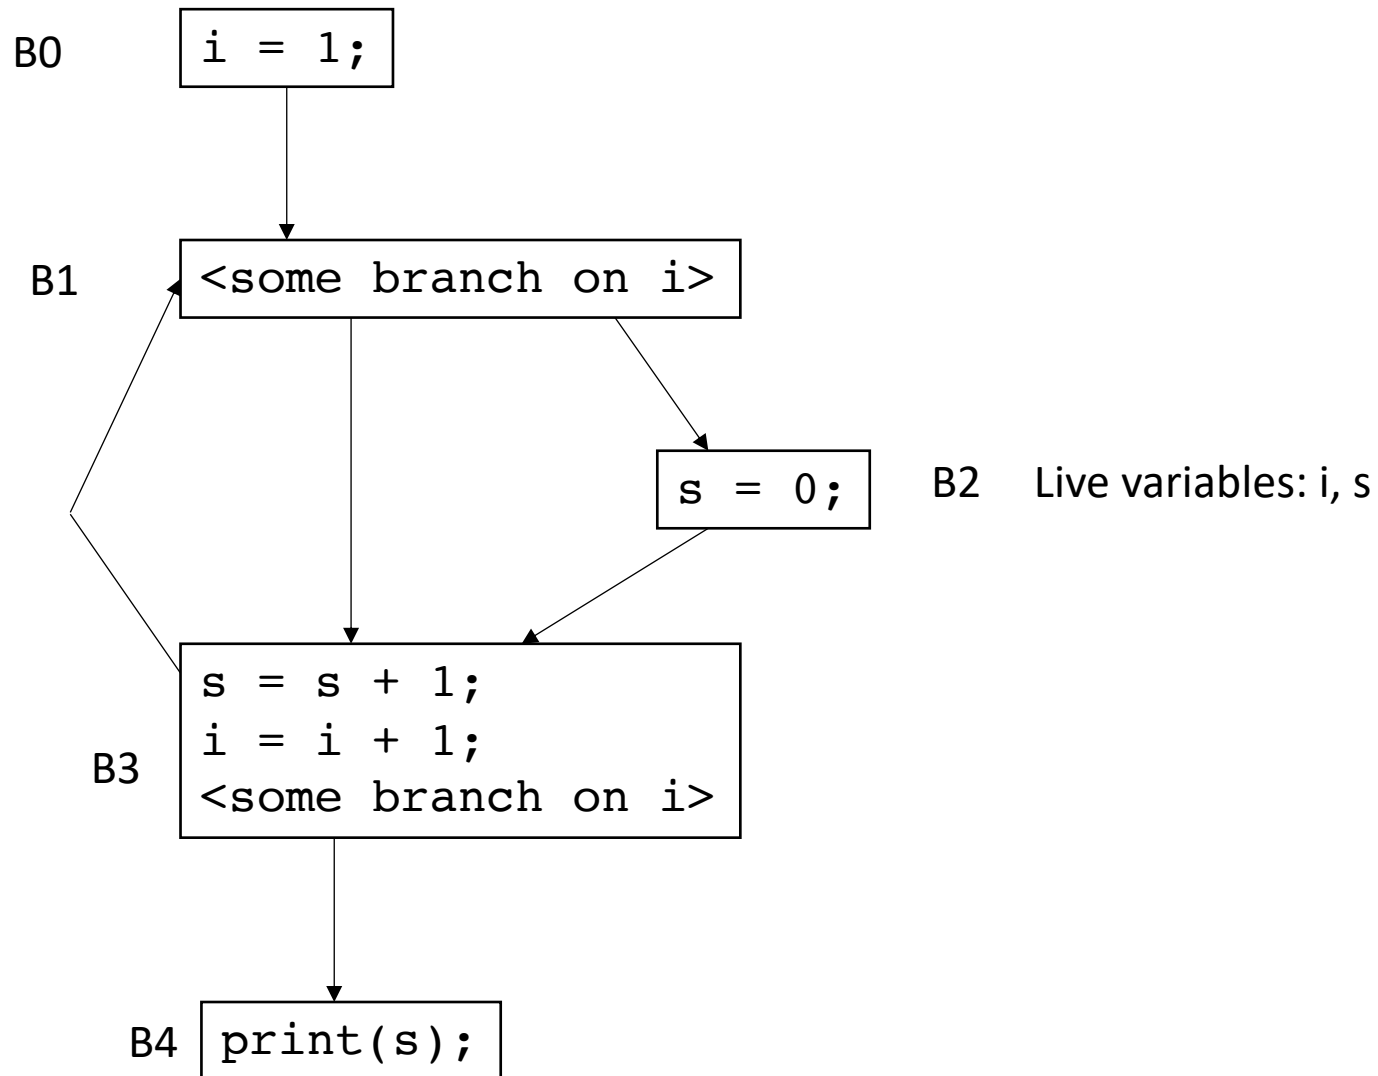 B0
i = 1;
B1
<some branch on i>
s = 0;
B2
Live variables: i, s
B3
s = s + 1;
i = i + 1;
<some branch on i>
B4
print(s);